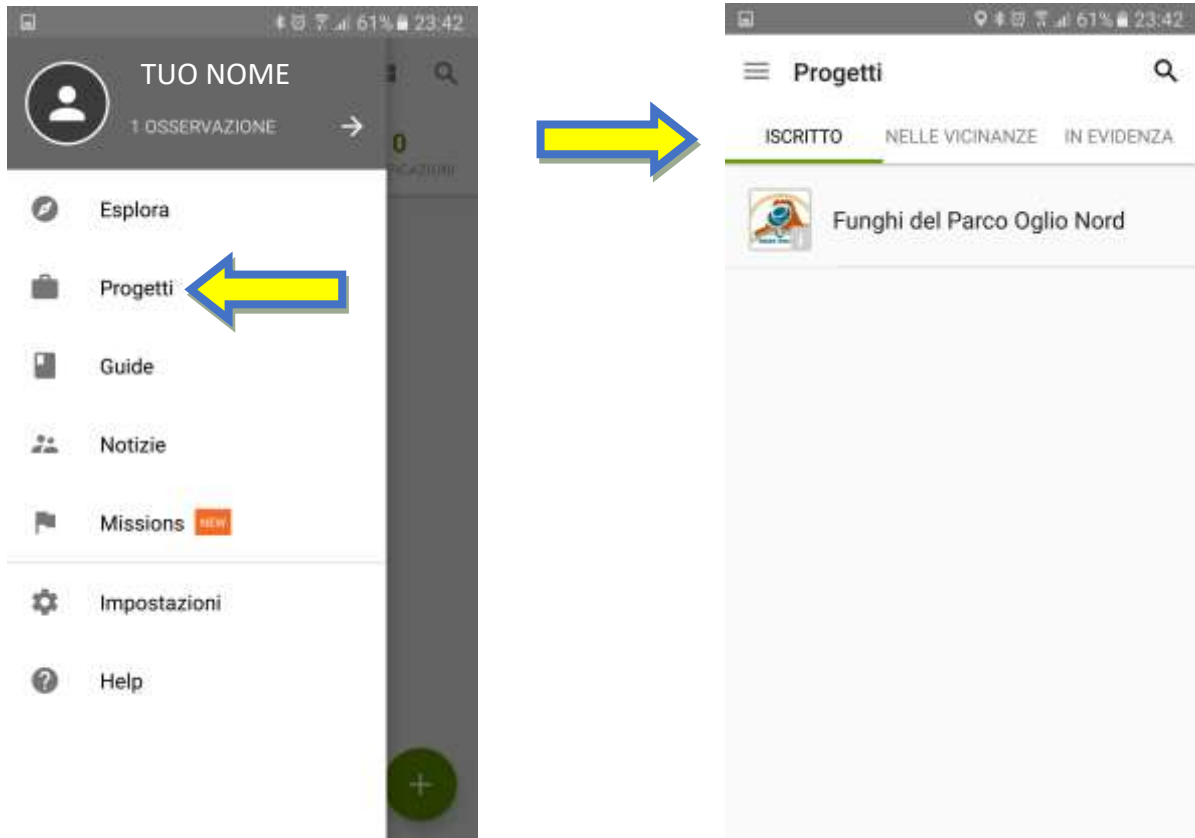 61% 23:42
TUO NOME
1 OSSERVAZIONE
0
Esplora
Progetti
Guide
Notizie
Missions NEW
Impostazioni
Help
61% 23:42
Progetti
ISCRITTO NELLE VICINANZE IN EVIDENZA
Funghi del Parco Oglio Nord